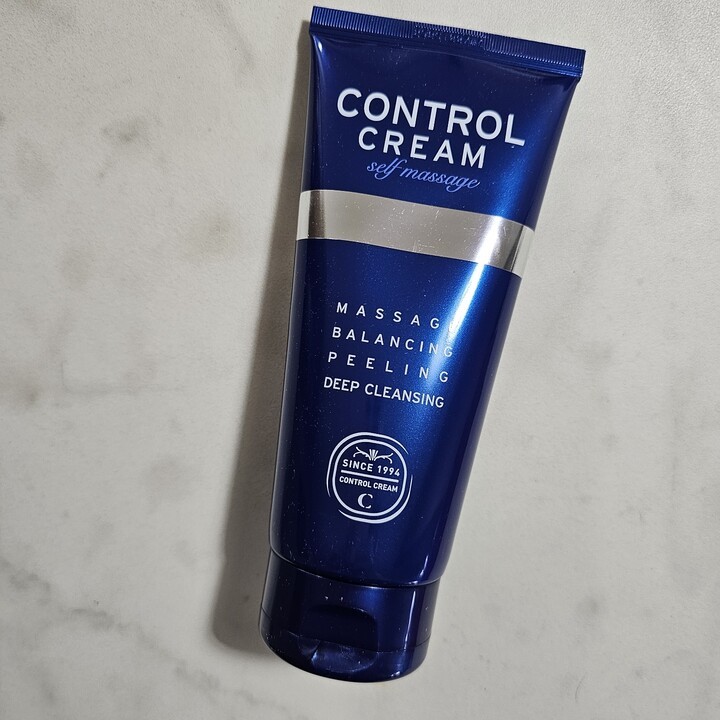 CONTROL
CREAM
self massage
MASSAGE
BALANCING
PEELING
DEEP CLEANSING
SINCE 1994
CONTROL CREAM
C